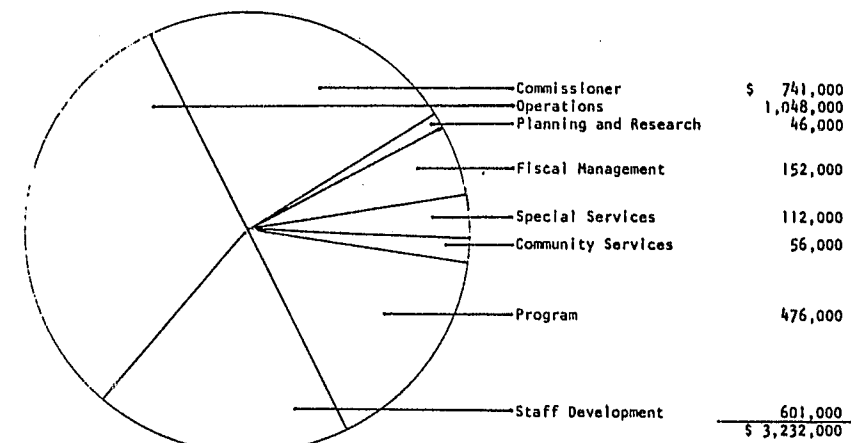 Commissioner $ 741,000
Operations 1,048,000
Planning and Research 46,000
Fiscal Management 152,000
Special Services 112,000
Community Services 56,000
Program 476,000
Staff Development 601,000
$ 3,232,000